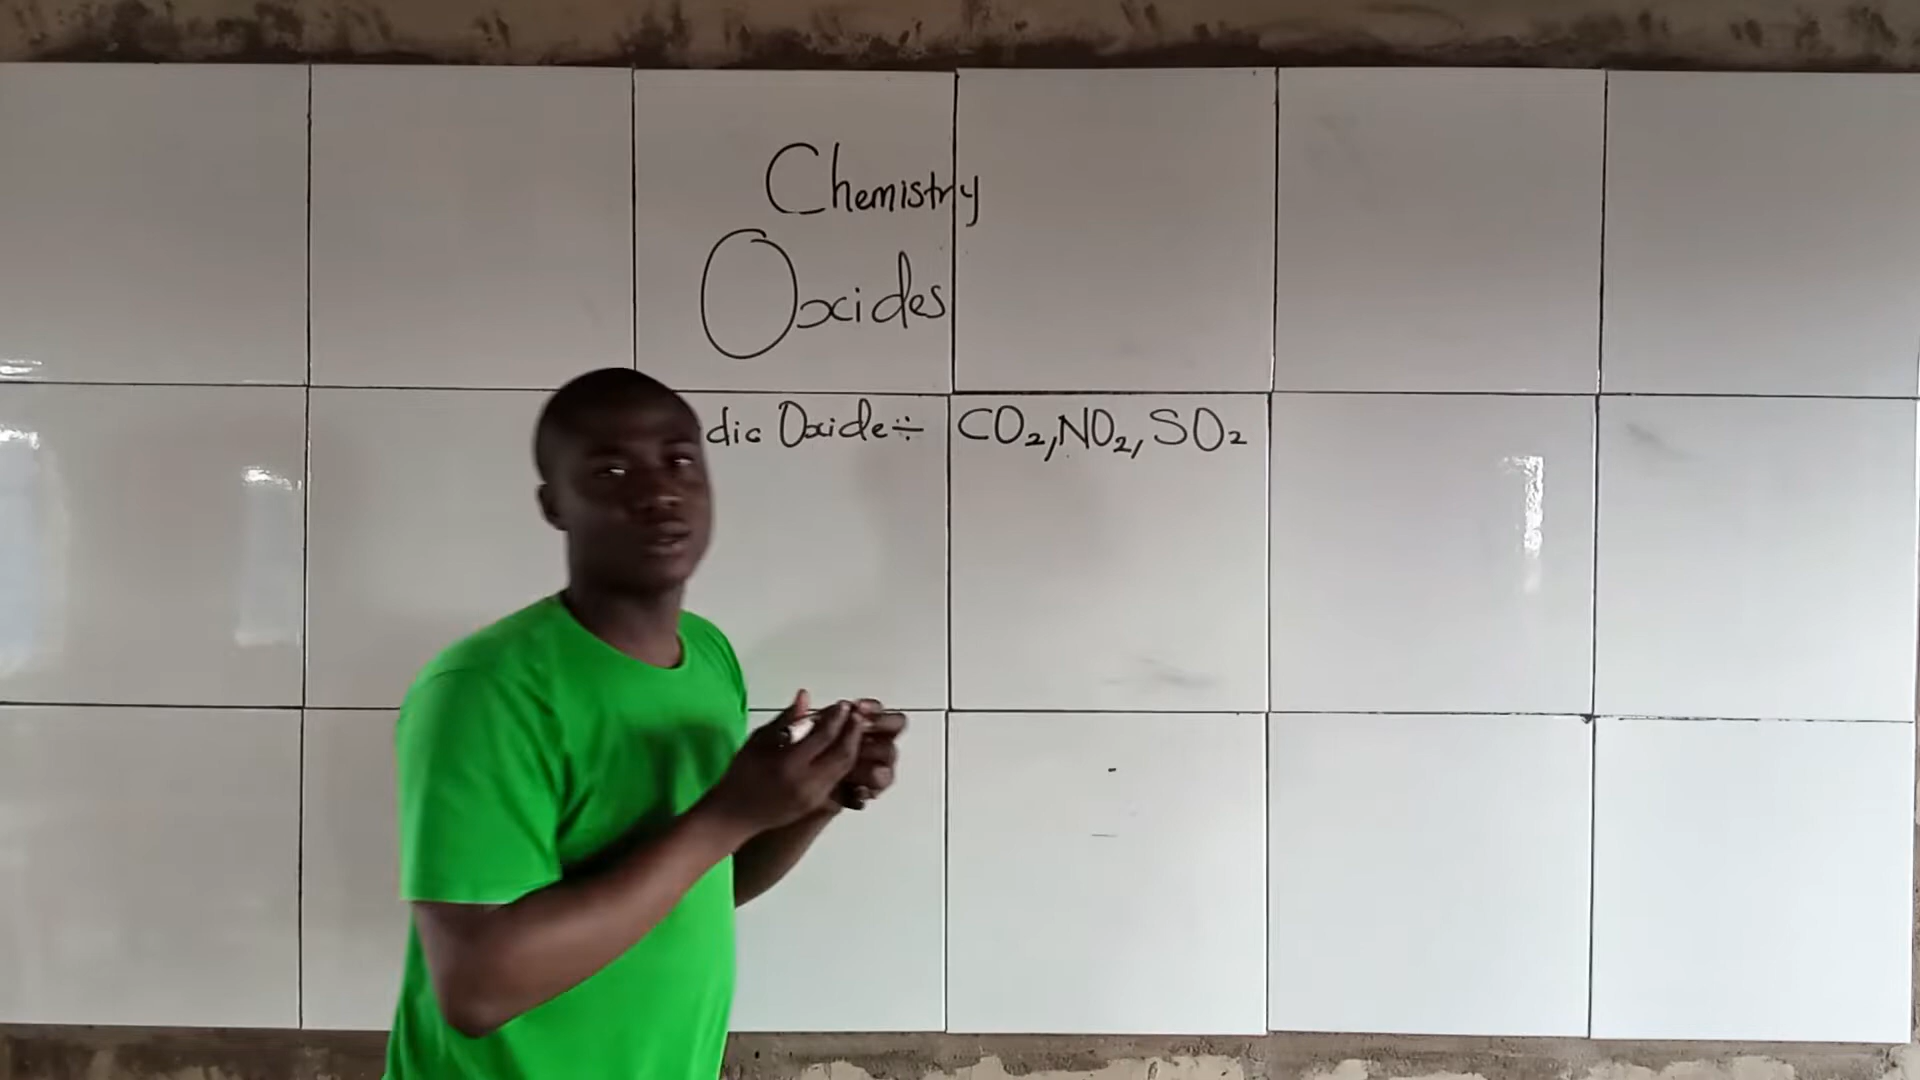 Chemistry
Oxides
dic Oxide÷ CO₂, NO₂, SO₂